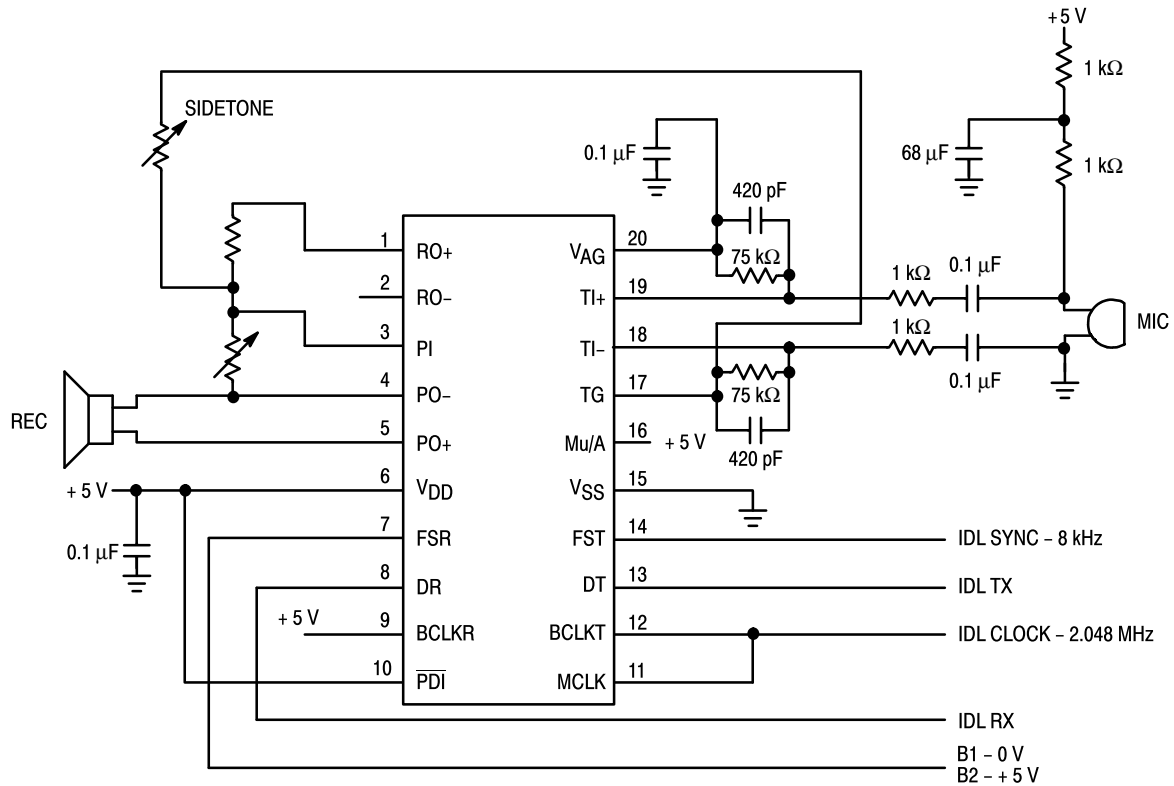 + 5 V
1 kΩ
SIDETONE
0.1 µF
68 µF
1 kΩ
420 pF
1
RO+
VAG
20
75 kΩ
1 kΩ
0.1 µF
2
RO–
TI+
19
1 kΩ
MIC
3
PI
TI–
18
0.1 µF
4
PO–
TG
17
75 kΩ
REC
5
PO+
Mu/A
16
+ 5 V
420 pF
+ 5 V
6
VDD
VSS
15
7
FSR
FST
14
IDL SYNC – 8 kHz
0.1 µF
8
DR
DT
13
IDL TX
+ 5 V
9
BCLKR
BCLKT
12
IDL CLOCK – 2.048 MHz
10
PDI
MCLK
11
IDL RX
B1 – 0 V
B2 – + 5 V